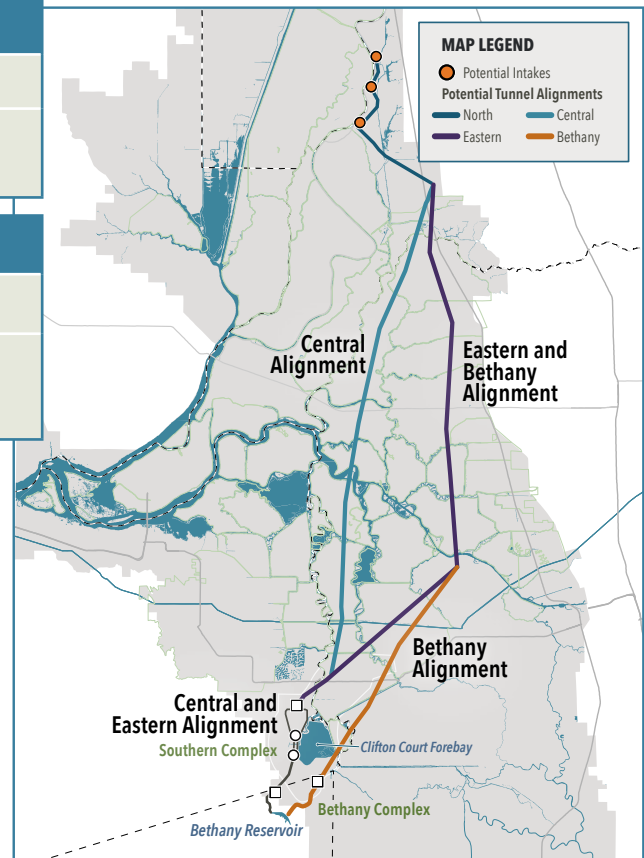 MAP LEGEND
Potential Intakes
Potential Tunnel Alignments
North
Central
Eastern
Bethany
Central
Alignment
Eastern and
Bethany
Alignment
Bethany
Alignment
Central and
Eastern Alignment
Southern Complex
Clifton Court Forebay
Bethany Complex
Bethany Reservoir